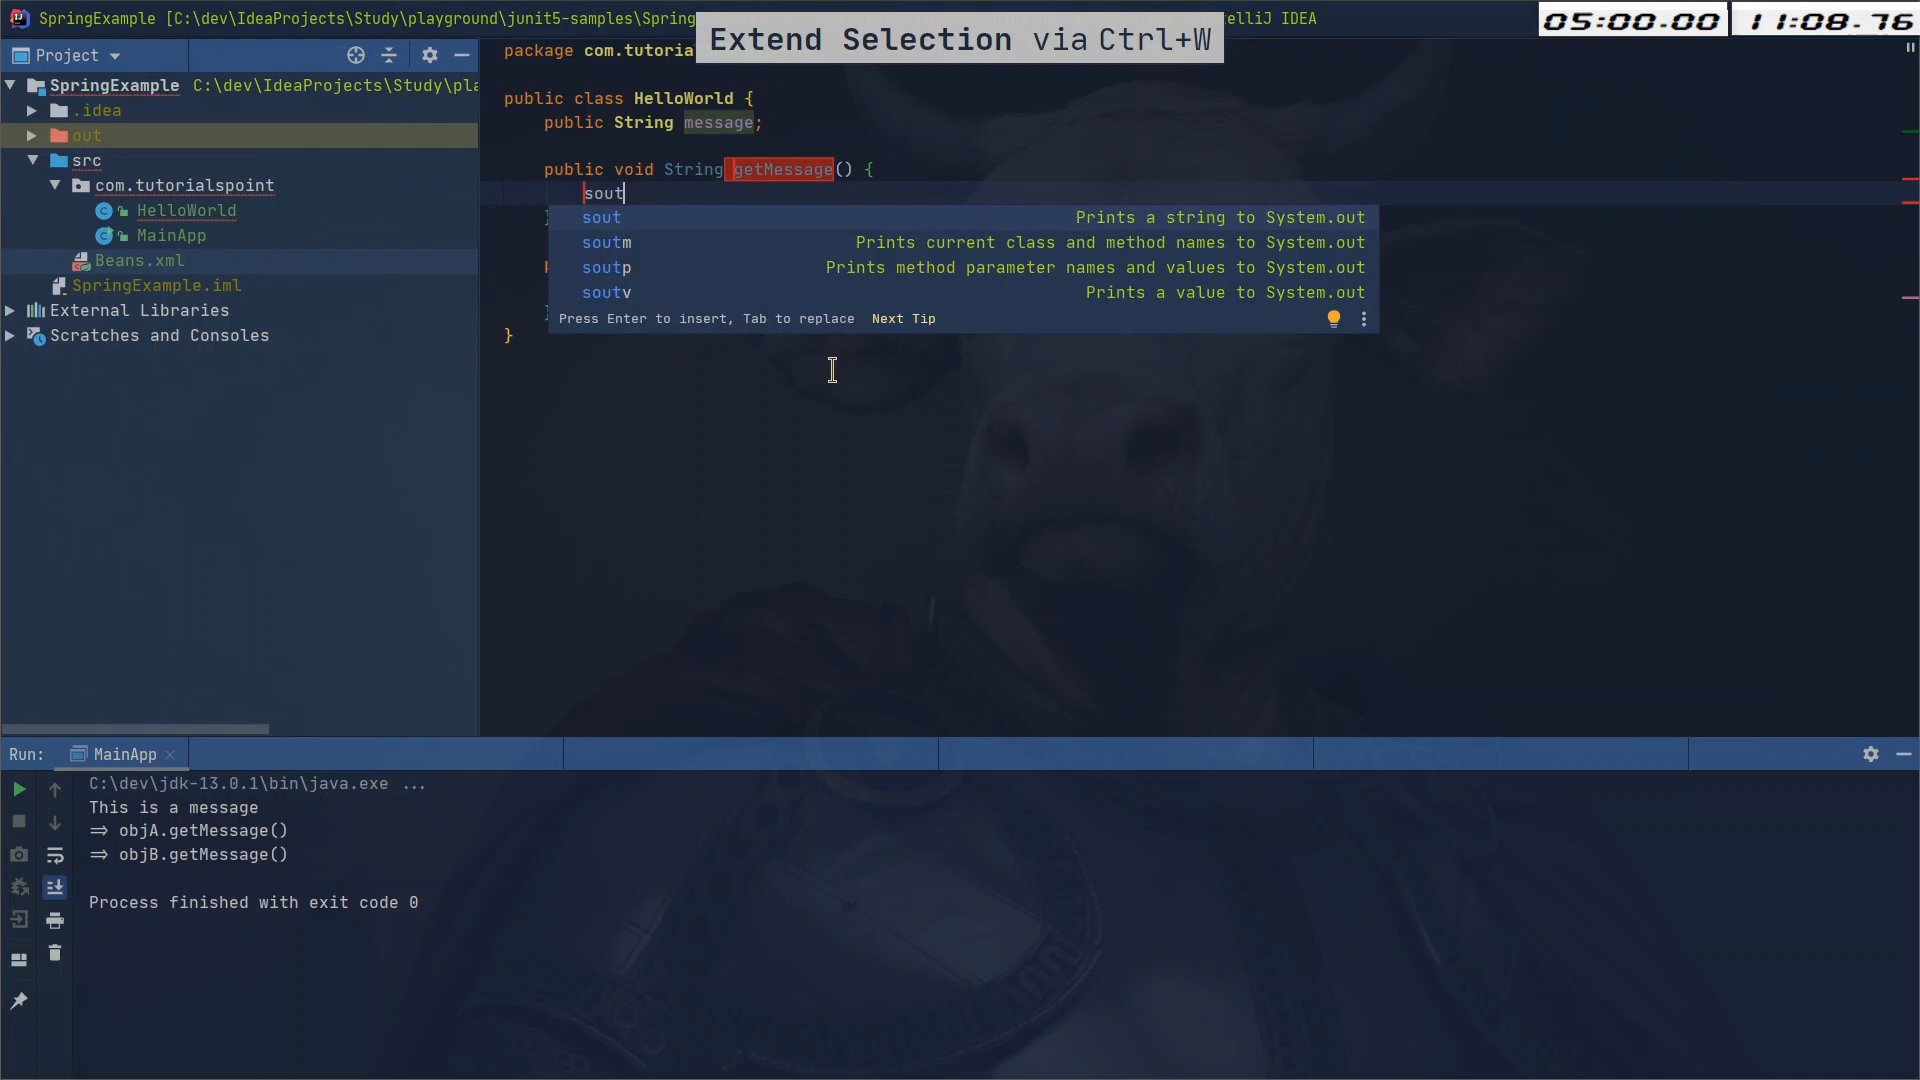 SpringExample [C:\dev\IdeaProjects\Study\playground\junit5-samples\Spring
telliJ IDEA
Extend Selection via Ctrl+W
05:00.00
11:08.76
Project
package com.tutoria
SpringExample C:\dev\IdeaProjects\Study\pla
public class HelloWorld {
.idea
public String message;
out
src
public void String getMessage() {
com.tutorialspoint
sout
HelloWorld
sout Prints a string to System.out
MainApp
soutm Prints current class and method names to System.out
Beans.xml
soutp Prints method parameter names and values to System.out
SpringExample.iml
soutv Prints a value to System.out
External Libraries
Press Enter to insert, Tab to replace Next Tip
Scratches and Consoles
}
Run: MainApp
C:\dev\jdk-13.0.1\bin\java.exe ...
This is a message
⇒ objA.getMessage()
⇒ objB.getMessage()
Process finished with exit code 0